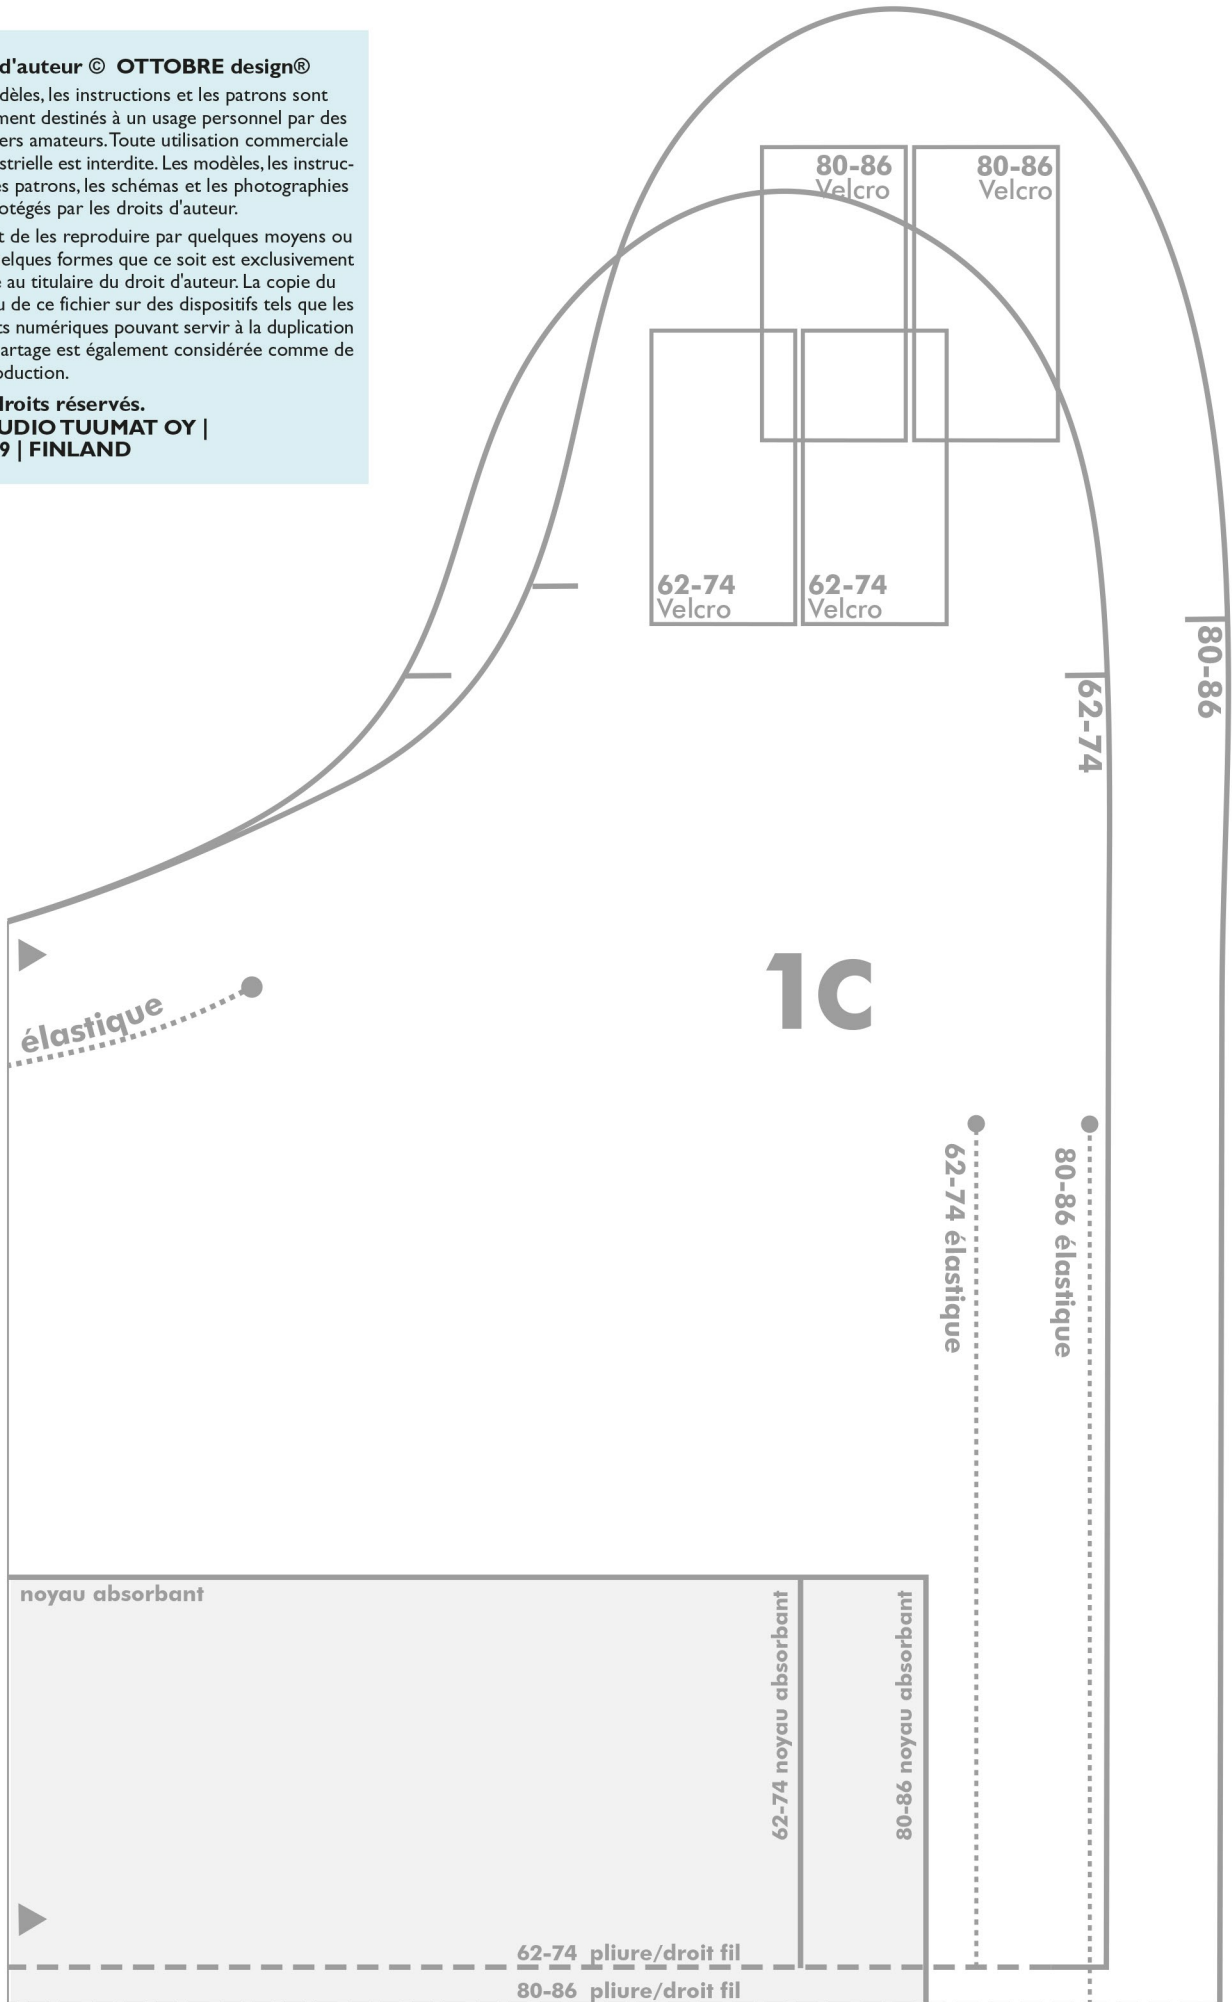 d'auteur © OTTOBRE design®
dèles, les instructions et les patrons sont
ment destinés à un usage personnel par des
ers amateurs. Toute utilisation commerciale
strielle est interdite. Les modèles, les instruc-
es patrons, les schémas et les photographies
otégés par les droits d'auteur.
t de les reproduire par quelques moyens ou
elques formes que ce soit est exclusivement
é au titulaire du droit d'auteur. La copie du
u de ce fichier sur des dispositifs tels que les
ts numériques pouvant servir à la duplication
artage est également considérée comme de
oduction.
droits réservés.
UDIO TUUMAT OY |
9 | FINLAND
80-86
Velcro
80-86
Velcro
62-74
Velcro
62-74
Velcro
80-86
62-74
1C
élastique
62-74 élastique
80-86 élastique
noyau absorbant
62-74 noyau absorbant
80-86 noyau absorbant
62-74 pliure/droit fil
80-86 pliure/droit fil